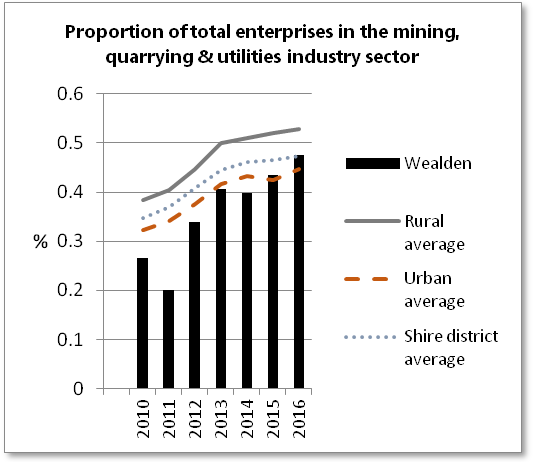 Proportion of total enterprises in the mining,
quarrying & utilities industry sector
0.6
0.5
0.4
0.3
0.2
0.1
0
%
2010
2011
2012
2013
2014
2015
2016
Wealden
Rural
average
Urban
average
Shire district
average